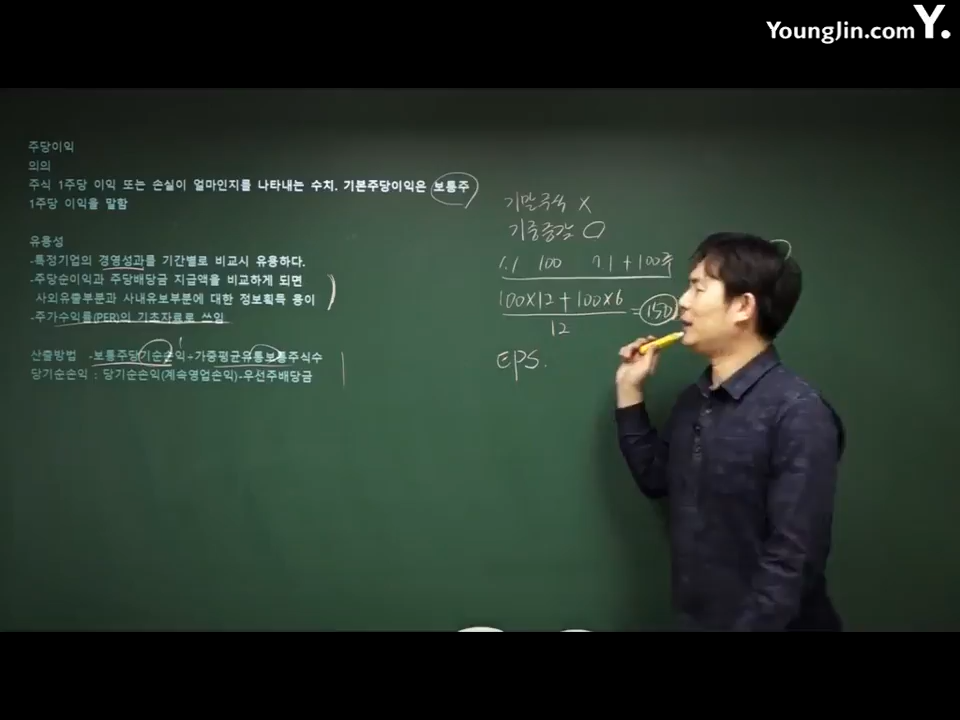 YoungJin.com Y.
주당이익
의의
주식 1주당 이익 또는 손실이 얼마인지를 나타내는 수치. 기본주당이익은 보통주
1주당 이익을 말함
유용성
-특정기업의 경영성과를 기간별로 비교시 유용하다.
-주당순이익과 주당배당금 지급액을 비교하게 되면
사외유출부분과 사내유보부분에 대한 정보획득 용이
-주가수익률(PER)의 기초자료로 쓰임
산출방법 -보통주당기순손익÷가중평균유통보통주식수
당기순손익 : 당기순손익(계속영업손익)-우선주배당금
기말주식 X
기중증감 O
1.1 100 7.1 +100주
100X12 + 100X6
12
= 150
EPS.